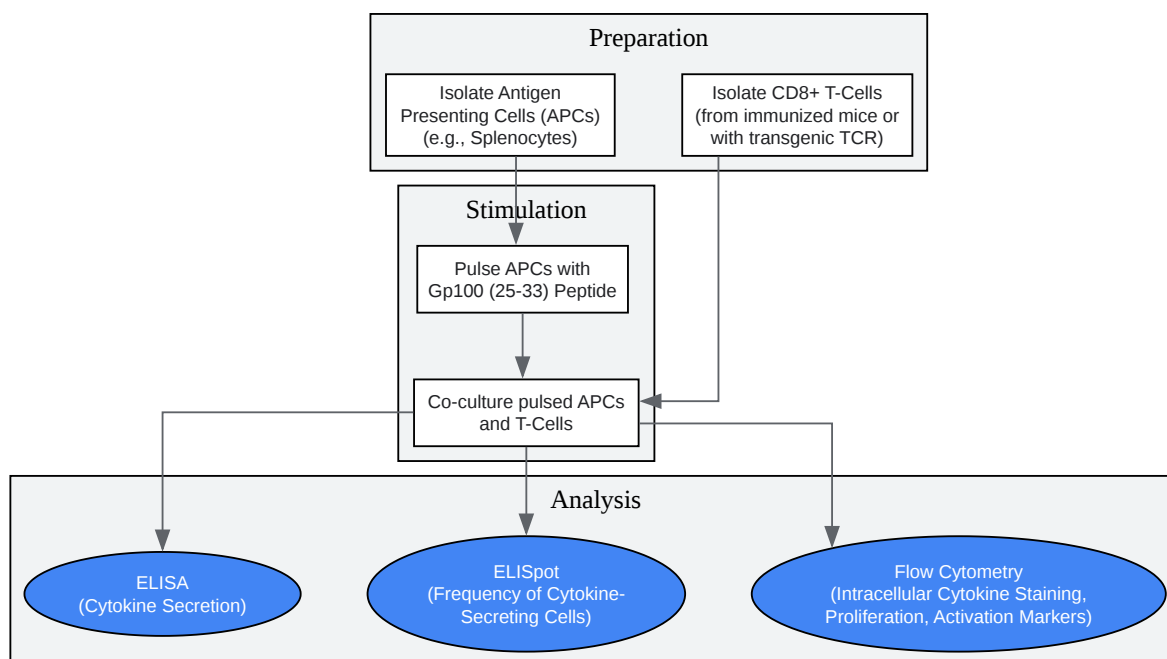 Preparation
Isolate Antigen
Presenting Cells (APCs)
(e.g., Splenocytes)
Isolate CD8+ T-Cells
(from immunized mice or
with transgenic TCR)
Stimulation
Pulse APCs with
Gp100 (25-33) Peptide
Co-culture pulsed APCs
and T-Cells
Analysis
ELISA
(Cytokine Secretion)
ELISpot
(Frequency of Cytokine-
Secreting Cells)
Flow Cytometry
(Intracellular Cytokine Staining,
Proliferation, Activation Markers)